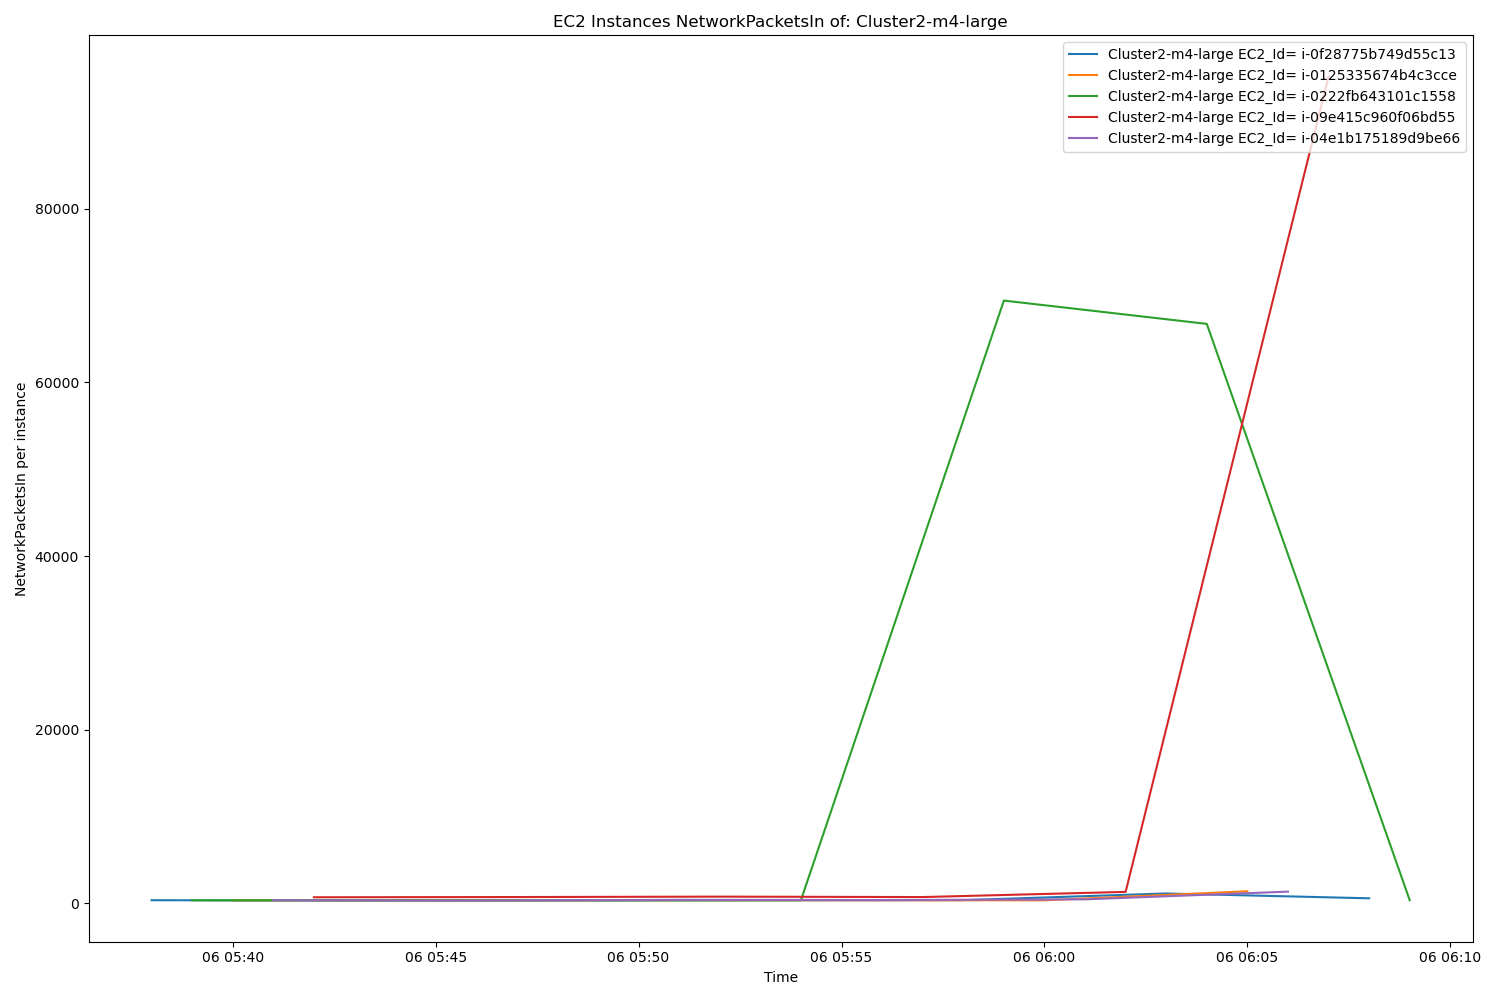 EC2 Instances NetworkPacketsIn of: Cluster2-m4-large
Cluster2-m4-large EC2_Id= i-0f28775b749d55c13
Cluster2-m4-large EC2_Id= i-0125335674b4c3cce
Cluster2-m4-large EC2_Id= i-0222fb643101c1558
Cluster2-m4-large EC2_Id= i-09e415c960f06bd55
Cluster2-m4-large EC2_Id= i-04e1b175189d9be66
NetworkPacketsIn per instance
80000
60000
40000
20000
0
06 05:40
06 05:45
06 05:50
06 05:55
06 06:00
06 06:05
06 06:10
Time